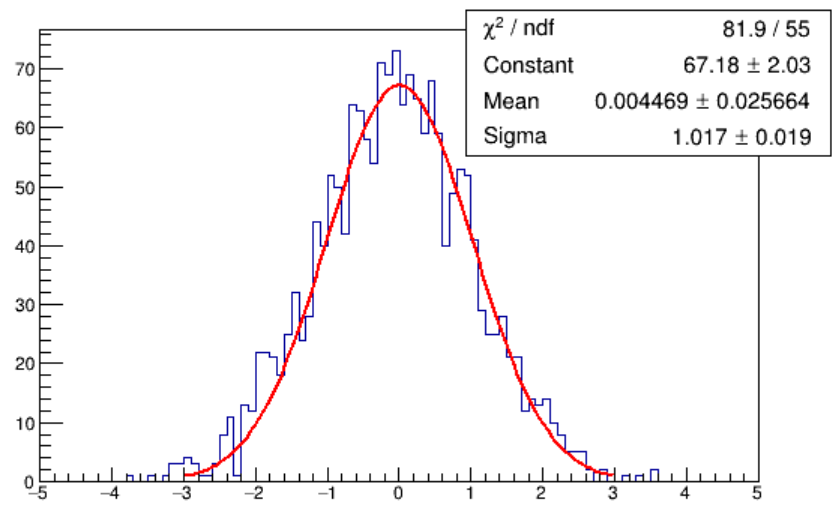 χ² / ndf 81.9 / 55
Constant 67.18 ± 2.03
Mean 0.004469 ± 0.025664
Sigma 1.017 ± 0.019
70
60
50
40
30
20
10
0
−5 −4 −3 −2 −1 0 1 2 3 4 5